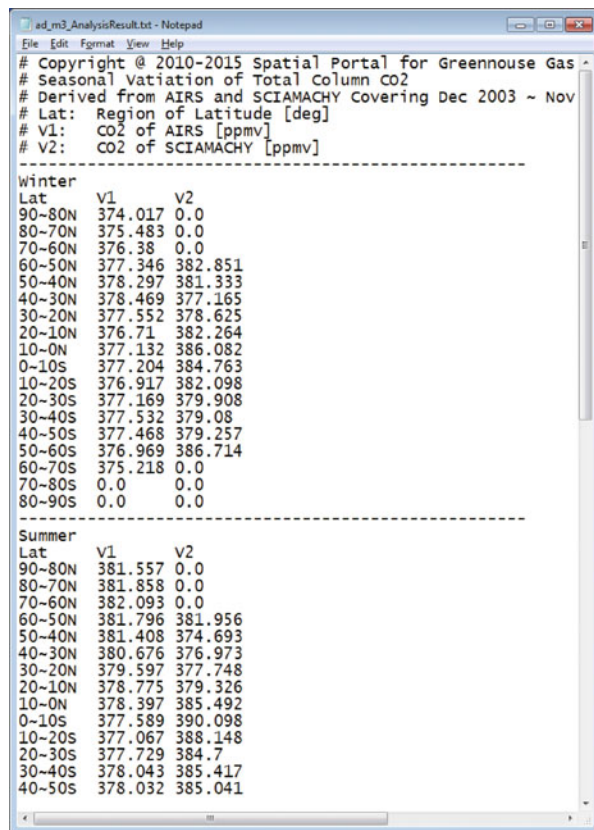 ad_m3_AnalysisResult.txt - Notepad
File Edit Format View Help
# Copyright @ 2010-2015 Spatial Portal for Greennouse Gas
# Seasonal Vatiation of Total Column CO2
# Derived from AIRS and SCIAMACHY Covering Dec 2003 ~ Nov
# Lat: Region of Latitude [deg]
# V1: CO2 of AIRS [ppmv]
# V2: CO2 of SCIAMACHY [ppmv]
------------------------------------------------------
Winter
Lat V1 V2
90~80N 374.017 0.0
80~70N 375.483 0.0
70~60N 376.38 0.0
60~50N 377.346 382.851
50~40N 378.297 381.333
40~30N 378.469 377.165
30~20N 377.552 378.625
20~10N 376.71 382.264
10~0N 377.132 386.082
0~10S 377.204 384.763
10~20S 376.917 382.098
20~30S 377.169 379.908
30~40S 377.532 379.08
40~50S 377.468 379.257
50~60S 376.969 386.714
60~70S 375.218 0.0
70~80S 0.0 0.0
80~90S 0.0 0.0
------------------------------------------------------
Summer
Lat V1 V2
90~80N 381.557 0.0
80~70N 381.858 0.0
70~60N 382.093 0.0
60~50N 381.796 381.956
50~40N 381.408 374.693
40~30N 380.676 376.973
30~20N 379.597 377.748
20~10N 378.775 379.326
10~0N 378.397 385.492
0~10S 377.589 390.098
10~20S 377.067 388.148
20~30S 377.729 384.7
30~40S 378.043 385.417
40~50S 378.032 385.041